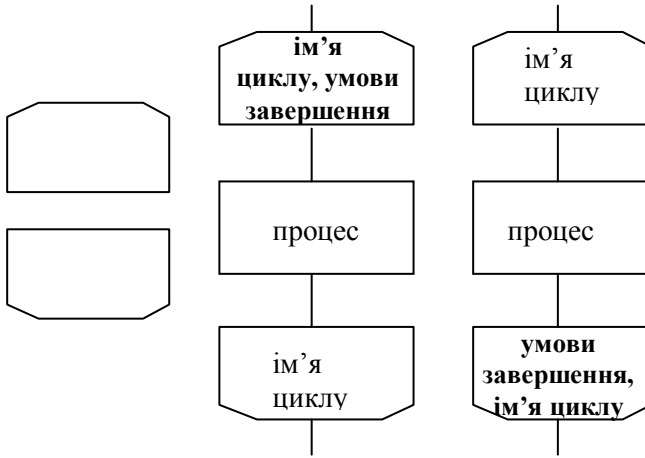 ім’я
циклу, умови
завершення
процес
ім’я
циклу
ім’я
циклу
процес
умови
завершення,
ім’я циклу